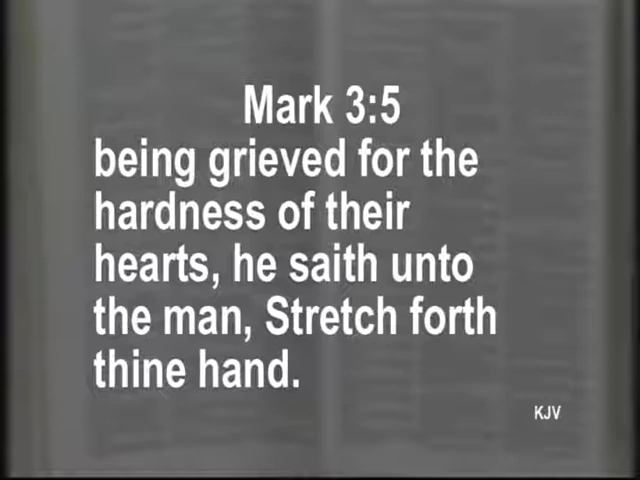 Mark 3:5
being grieved for the
hardness of their
hearts, he saith unto
the man, Stretch forth
thine hand.
KJV